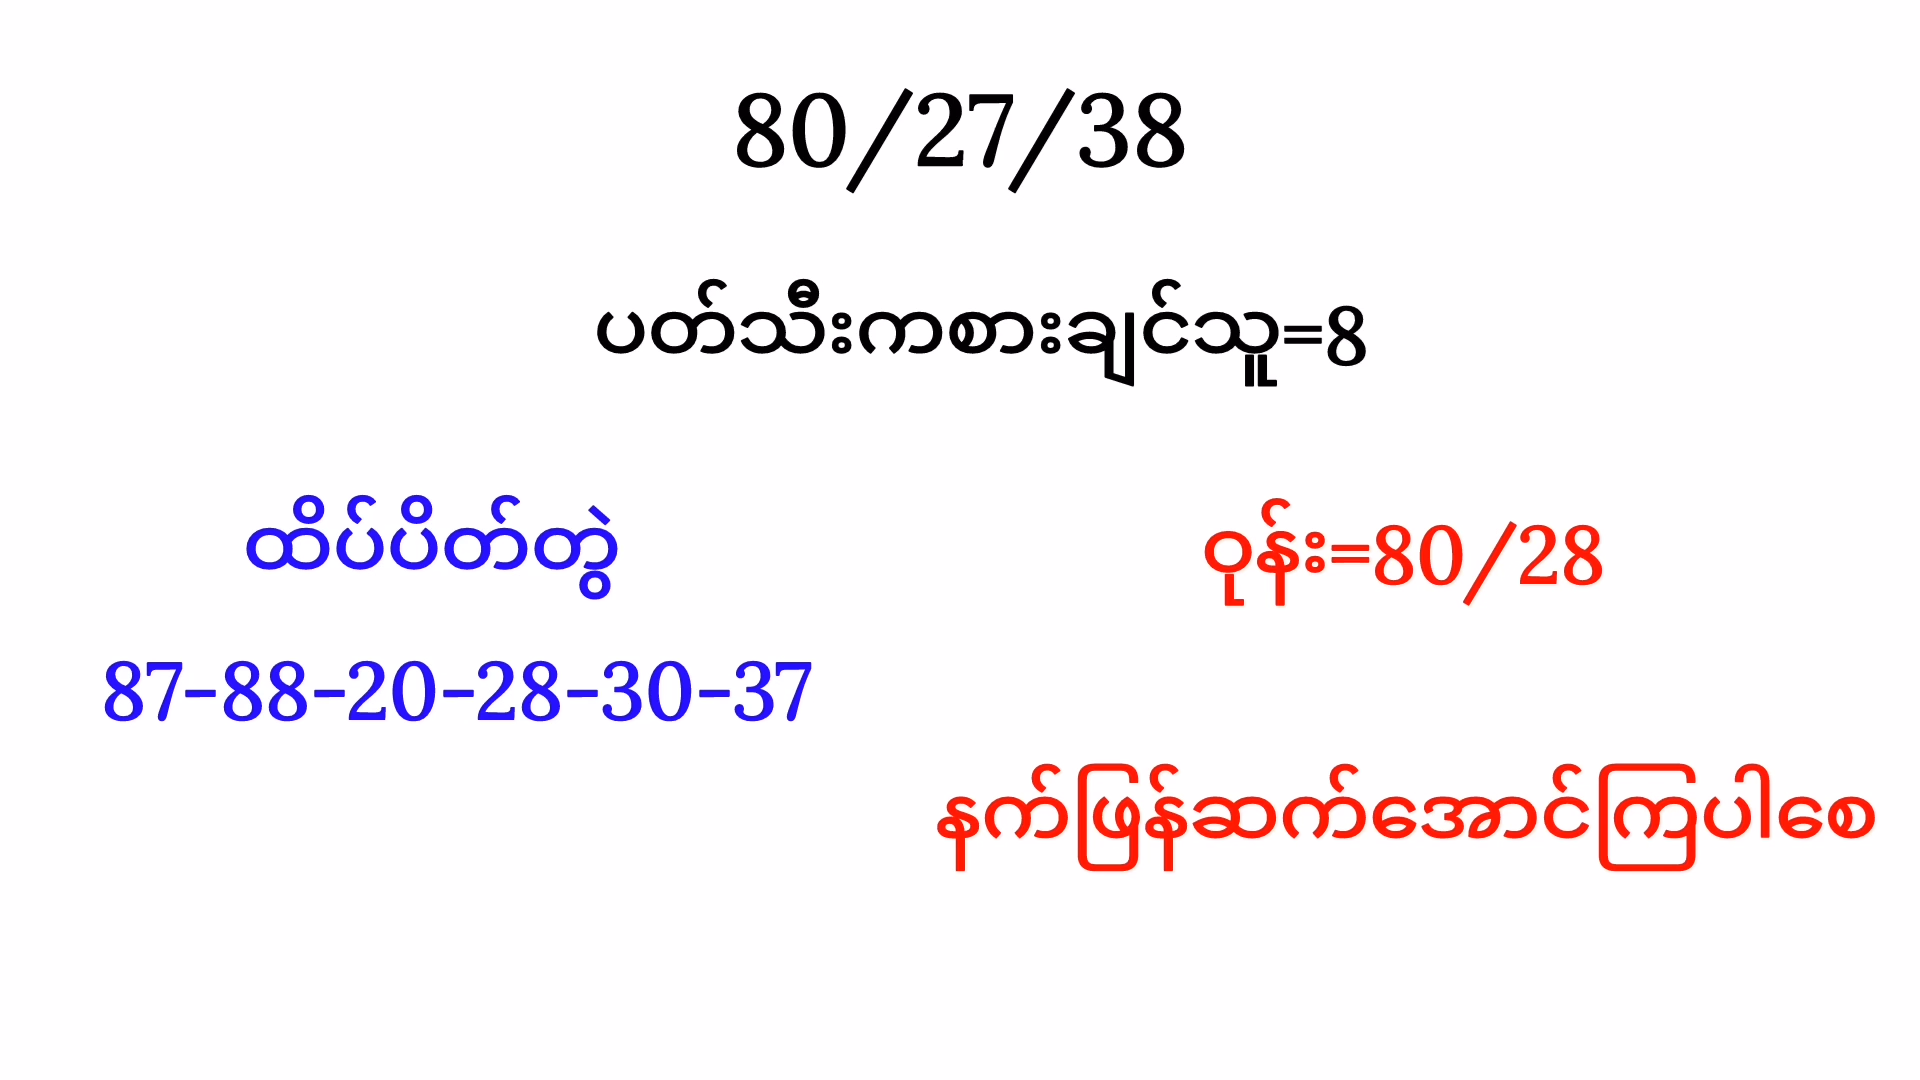 80/27/38
ပတ်သီးကစားချင်သူ=8
ထိပ်ပိတ်တွဲ
87-88-20-28-30-37
ဝုန်း=80/28
နက်ဖြန်ဆက်အောင်ကြပါစေ